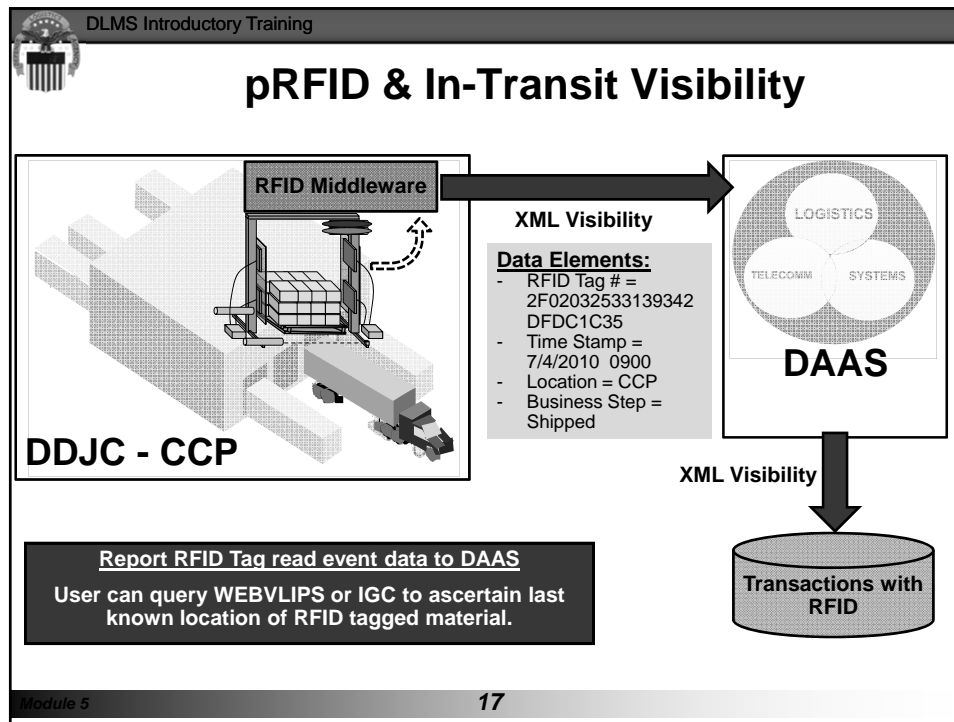 DLMS Introductory Training
pRFID & In-Transit Visibility
RFID Middleware
DDJC - CCP
XML Visibility
Data Elements:
- RFID Tag # =
2F02032533139342
DFDC1C35
- Time Stamp =
7/4/2010 0900
- Location = CCP
- Business Step =
Shipped
LOGISTICS
TELECOMM
SYSTEMS
DAAS
XML Visibility
Transactions with
RFID
Report RFID Tag read event data to DAAS
User can query WEBVLIPS or IGC to ascertain last
known location of RFID tagged material.
Module 5
17